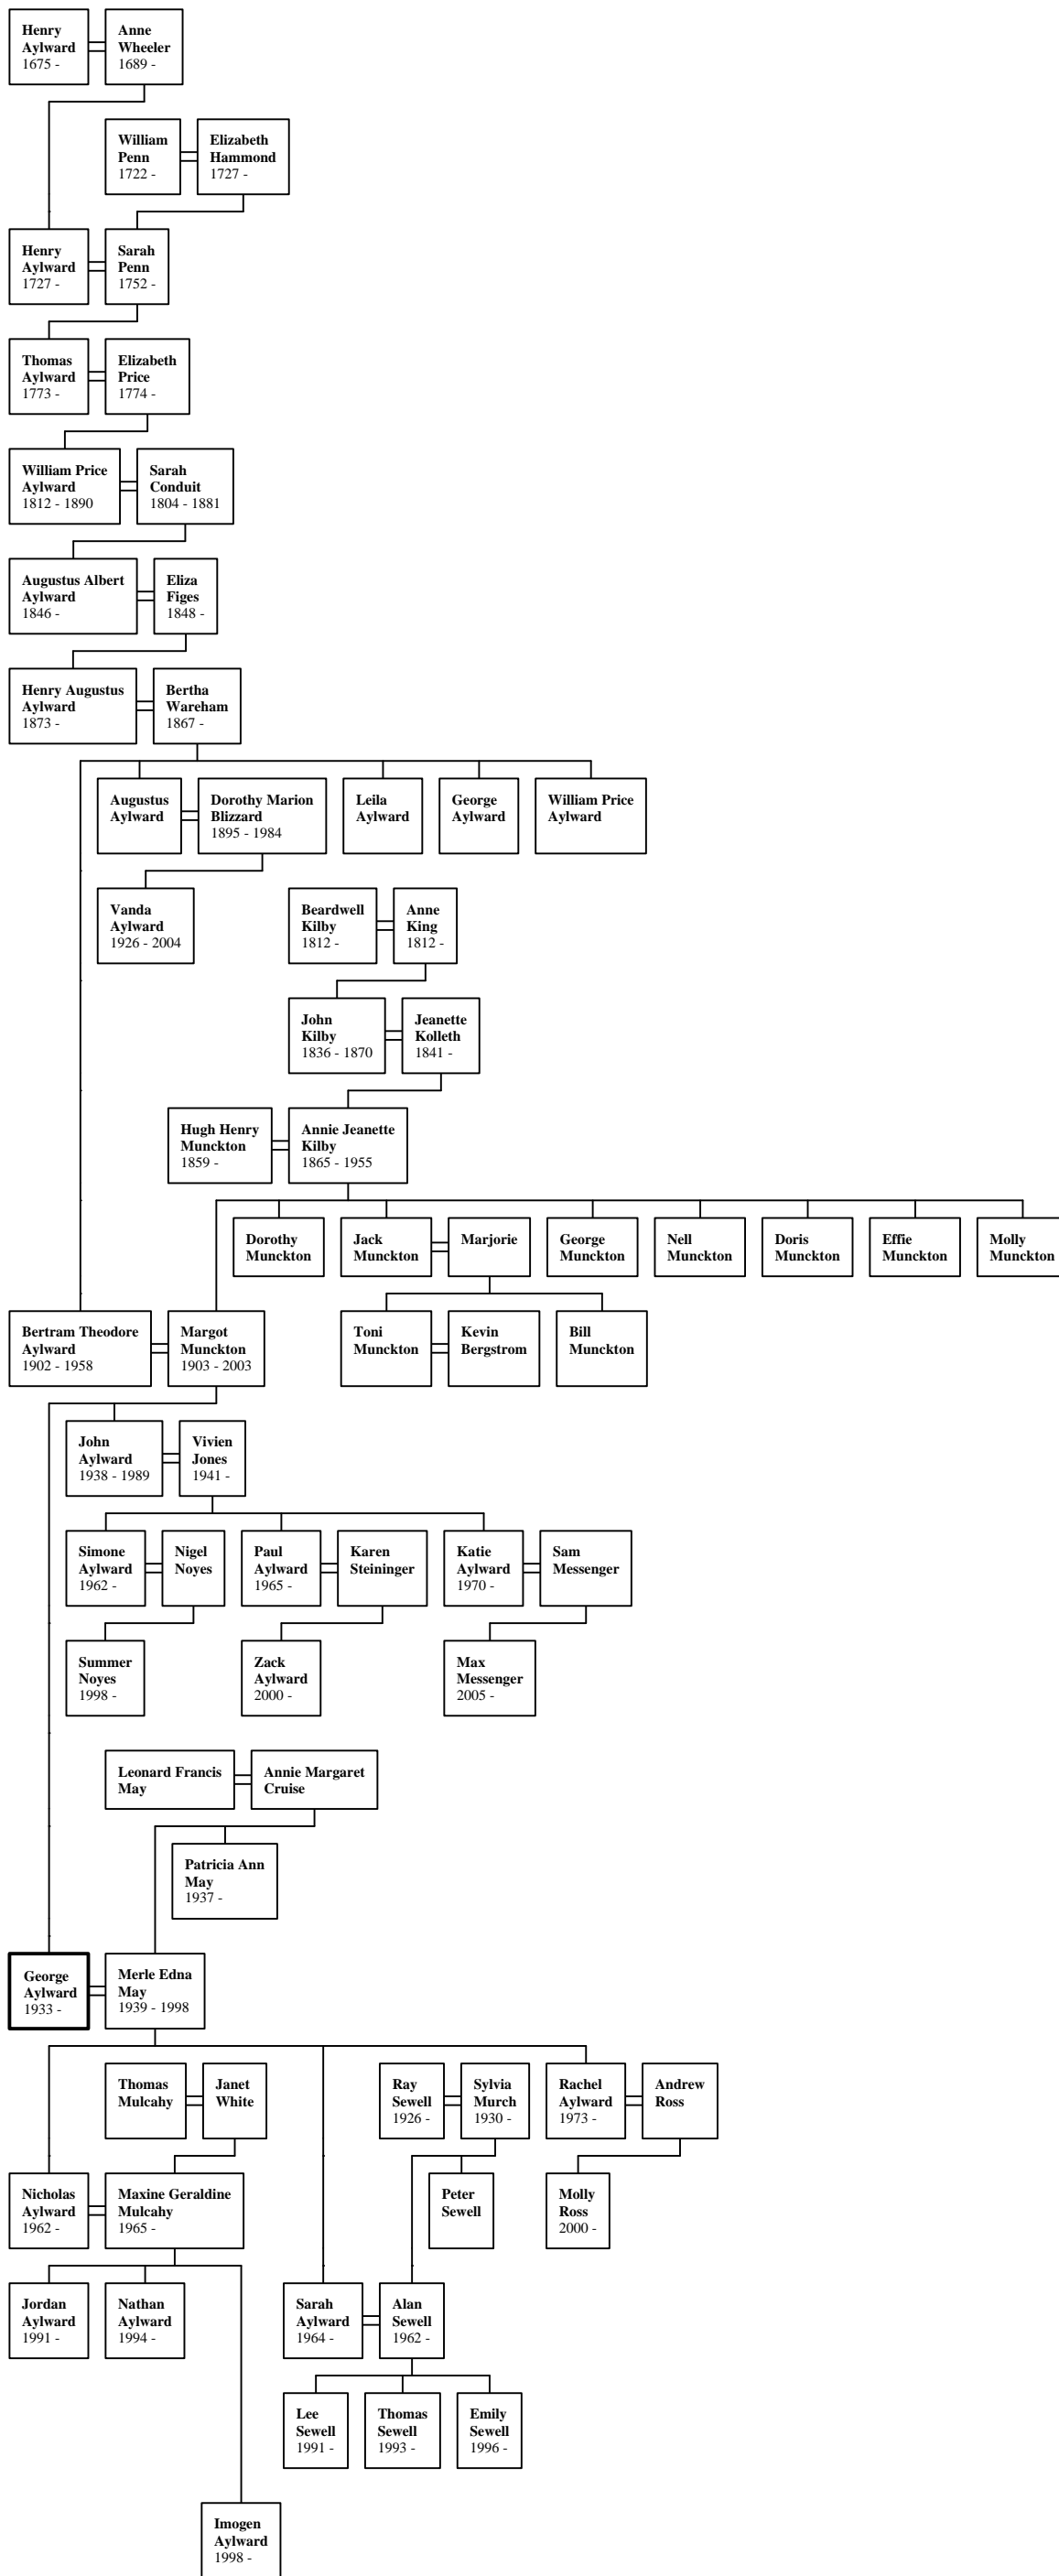 Henry
Aylward
1675 -
Anne
Wheeler
1689 -
William
Penn
1722 -
Elizabeth
Hammond
1727 -
Henry
Aylward
1727 -
Sarah
Penn
1752 -
Thomas
Aylward
1773 -
Elizabeth
Price
1774 -
William Price
Aylward
1812 - 1890
Sarah
Conduit
1804 - 1881
Augustus Albert
Aylward
1846 -
Eliza
Figes
1848 -
Henry Augustus
Aylward
1873 -
Bertha
Wareham
1867 -
Augustus
Aylward
Dorothy Marion
Blizzard
1895 - 1984
Leila
Aylward
George
Aylward
William Price
Aylward
Vanda
Aylward
1926 - 2004
Beardwell
Kilby
1812 -
Anne
King
1812 -
John
Kilby
1836 - 1870
Jeanette
Kolleth
1841 -
Hugh Henry
Munckton
1859 -
Annie Jeanette
Kilby
1865 - 1955
Dorothy
Munckton
Jack
Munckton
Marjorie
George
Munckton
Nell
Munckton
Doris
Munckton
Effie
Munckton
Molly
Munckton
Bertram Theodore
Aylward
1902 - 1958
Margot
Munckton
1903 - 2003
Toni
Munckton
Kevin
Bergstrom
Bill
Munckton
John
Aylward
1938 - 1989
Vivien
Jones
1941 -
Simone
Aylward
1962 -
Nigel
Noyes
Paul
Aylward
1965 -
Karen
Steininger
Katie
Aylward
1970 -
Sam
Messenger
Summer
Noyes
1998 -
Zack
Aylward
2000 -
Max
Messenger
2005 -
Leonard Francis
May
Annie Margaret
Cruise
Patricia Ann
May
1937 -
George
Aylward
1933 -
Merle Edna
May
1939 - 1998
Thomas
Mulcahy
Janet
White
Ray
Sewell
1926 -
Sylvia
Murch
1930 -
Rachel
Aylward
1973 -
Andrew
Ross
Nicholas
Aylward
1962 -
Maxine Geraldine
Mulcahy
1965 -
Peter
Sewell
Molly
Ross
2000 -
Jordan
Aylward
1991 -
Nathan
Aylward
1994 -
Sarah
Aylward
1964 -
Alan
Sewell
1962 -
Lee
Sewell
1991 -
Thomas
Sewell
1993 -
Emily
Sewell
1996 -
Imogen
Aylward
1998 -